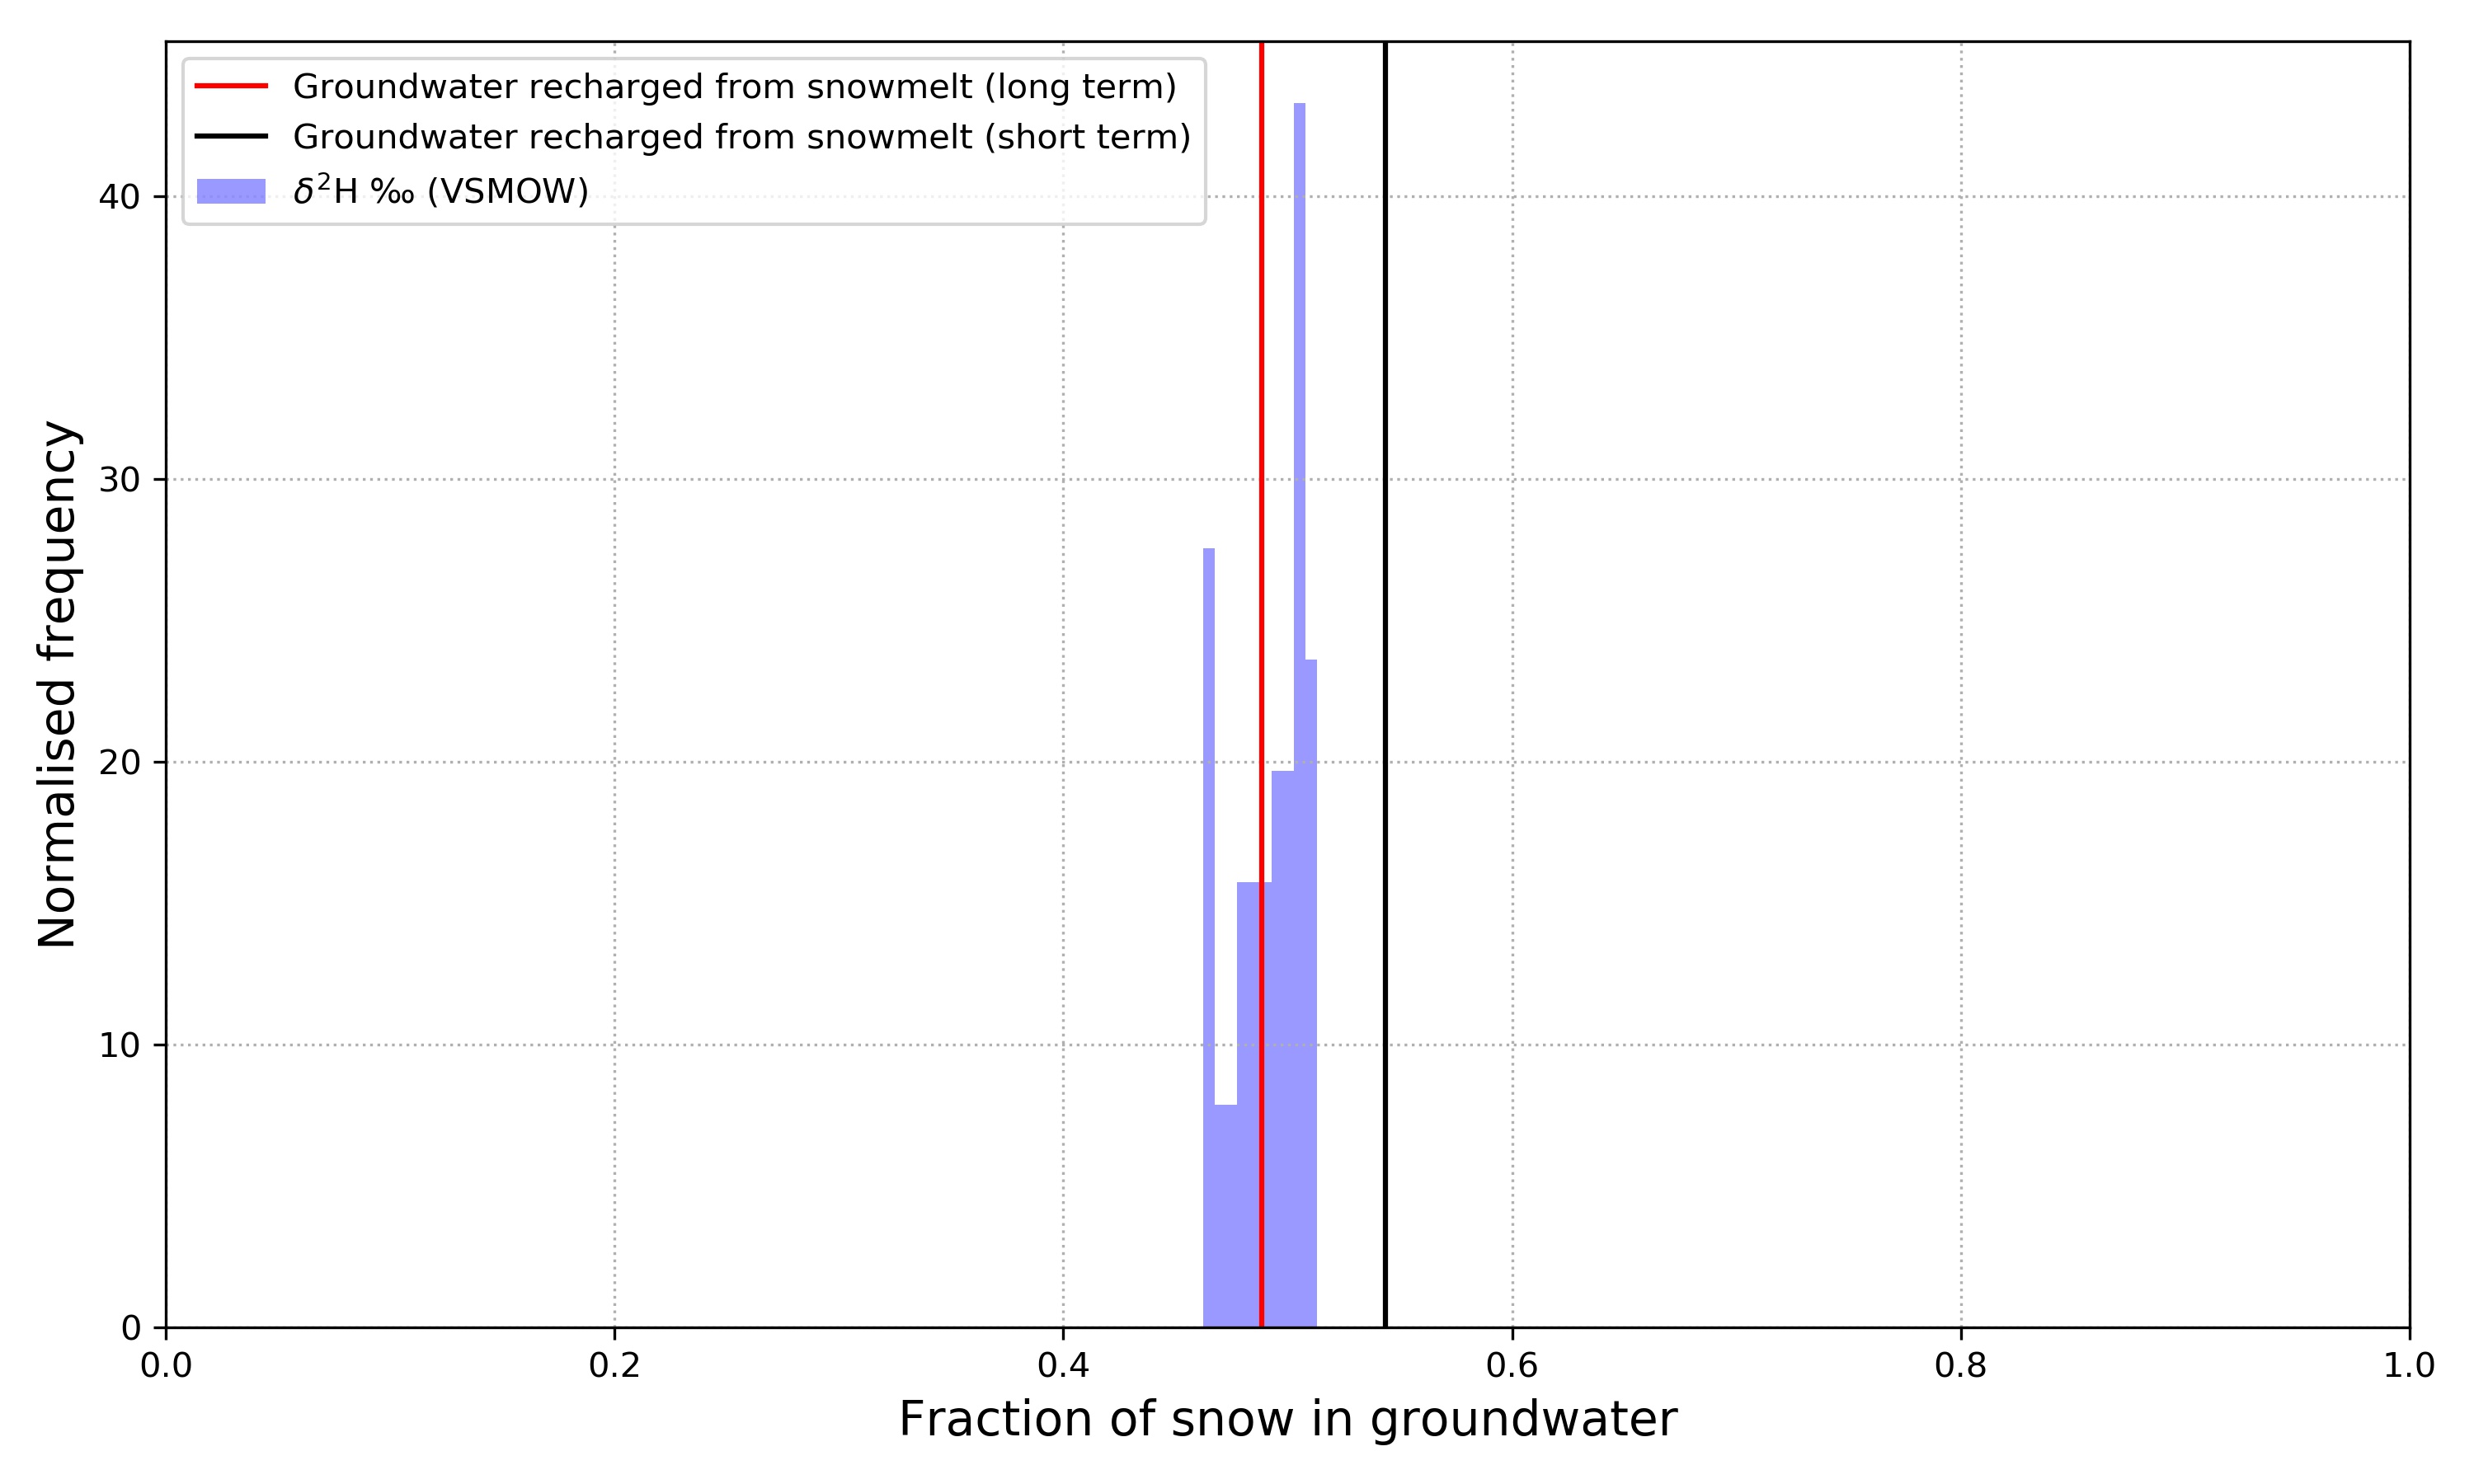 Groundwater recharged from snowmelt (long term)
Groundwater recharged from snowmelt (short term)
δ²H ‰ (VSMOW)
Normalised frequency
40
30
20
10
0
0.0 0.2 0.4 0.6 0.8 1.0
Fraction of snow in groundwater